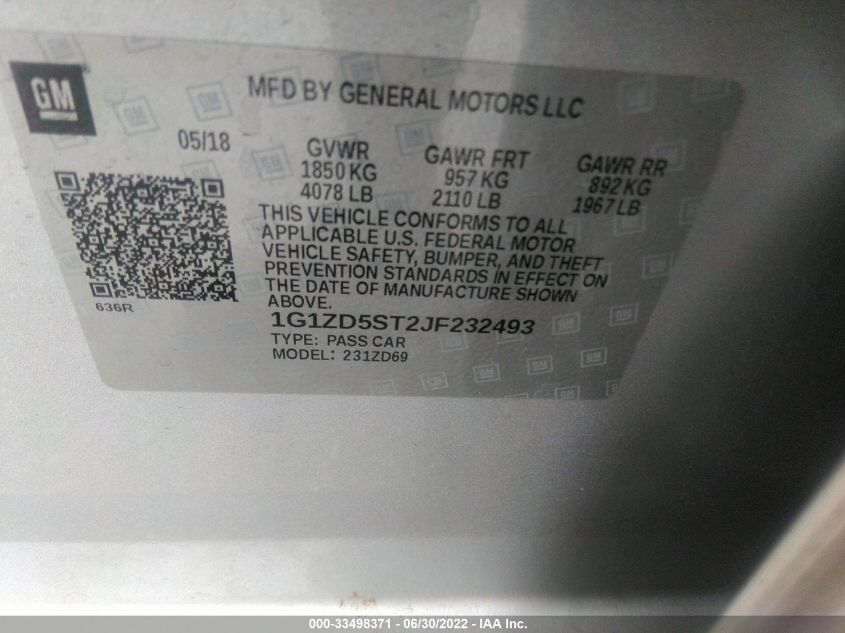 GM
MFD BY GENERAL MOTORS LLC
05/18
GVWR GAWR FRT GAWR RR
1850 KG 957 KG 892 KG
4078 LB 2110 LB 1967 LB
THIS VEHICLE CONFORMS TO ALL
APPLICABLE U.S. FEDERAL MOTOR
VEHICLE SAFETY, BUMPER, AND THEFT
PREVENTION STANDARDS IN EFFECT ON
THE DATE OF MANUFACTURE SHOWN
ABOVE.
636R
1G1ZD5ST2JF232493
TYPE: PASS CAR
MODEL: 231ZD69
000-33498371 - 06/30/2022 - IAA, Inc.